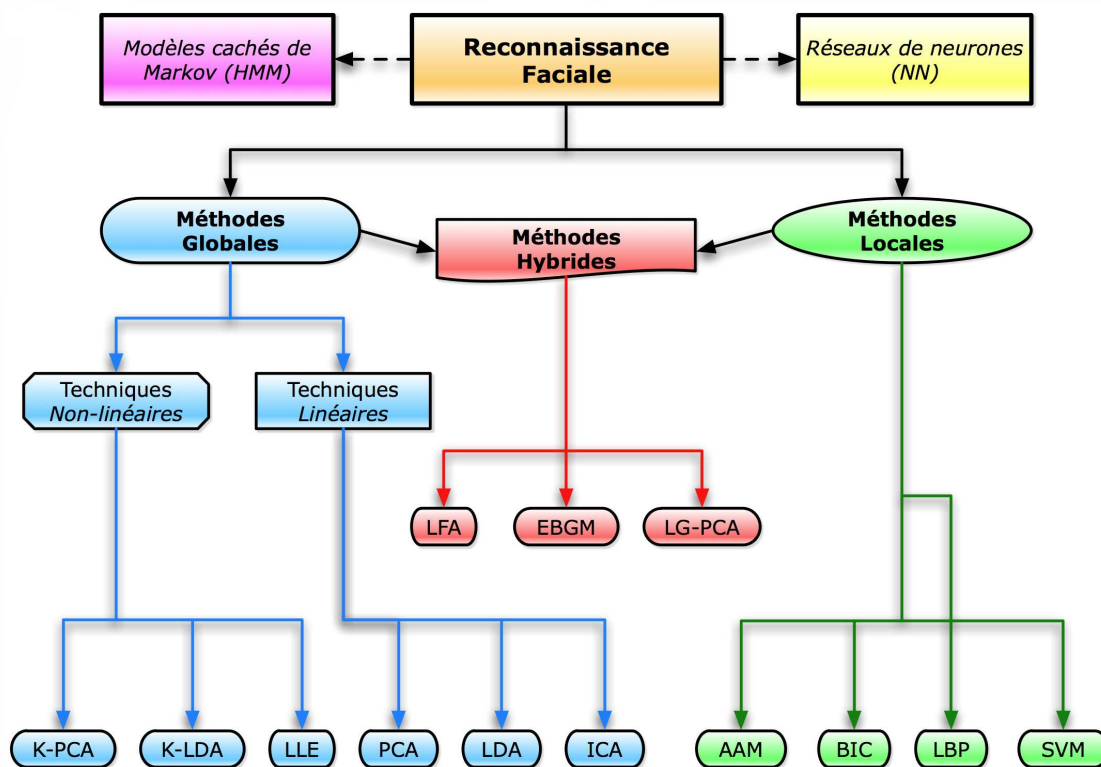 Modèles cachés de
Markov (HMM)
Reconnaissance
Faciale
Réseaux de neurones
(NN)
Méthodes
Globales
Méthodes
Hybrides
Méthodes
Locales
Techniques
Non-linéaires
Techniques
Linéaires
LFA
EBGM
LG-PCA
K-PCA
K-LDA
LLE
PCA
LDA
ICA
AAM
BIC
LBP
SVM